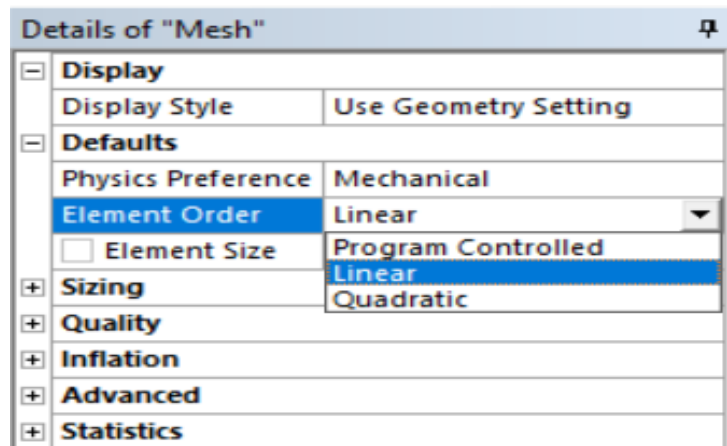 Details of "Mesh"
Display
Display Style Use Geometry Setting
Defaults
Physics Preference Mechanical
Element Order Linear
Element Size Program Controlled
Linear
Sizing
Quadratic
Quality
Inflation
Advanced
Statistics